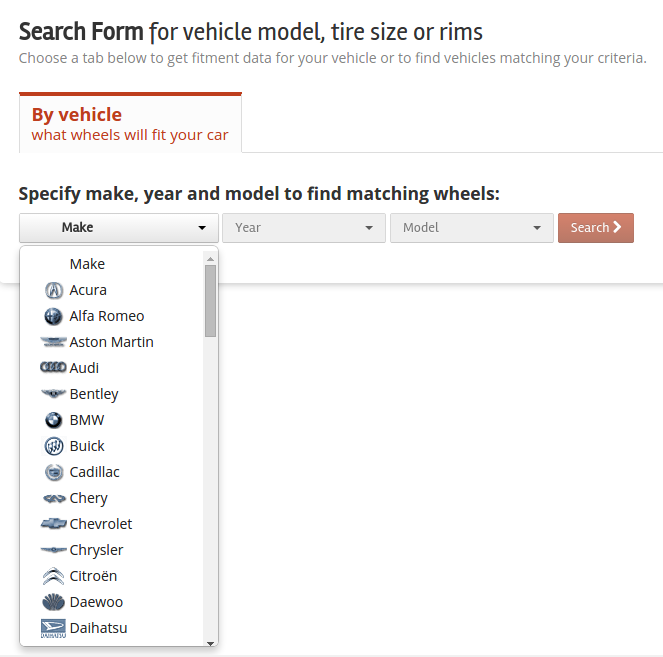 Search Form for vehicle model, tire size or rims
Choose a tab below to get fitment data for your vehicle or to find vehicles matching your criteria.
By vehicle
what wheels will fit your car
Specify make, year and model to find matching wheels:
Make Year Model Search
Make
Acura
Alfa Romeo
Aston Martin
Audi
Bentley
BMW
Buick
Cadillac
Chery
Chevrolet
Chrysler
Citroën
Daewoo
DAIHATSU Daihatsu